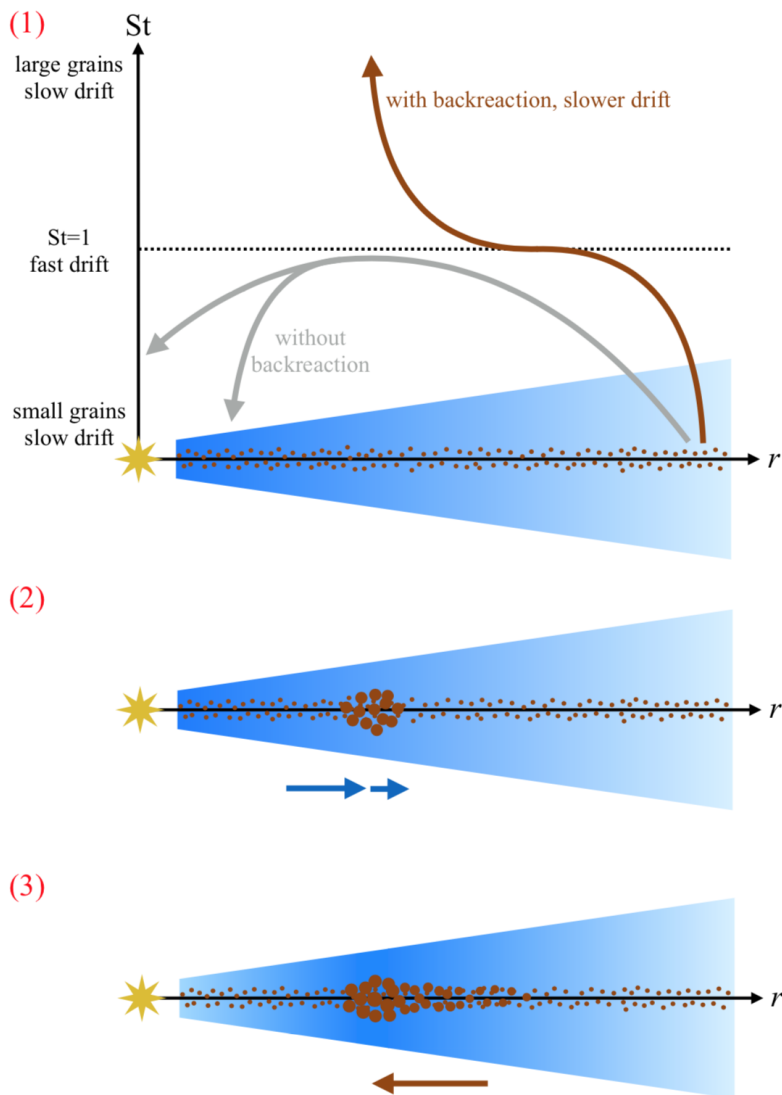 (1)
St
large grains
slow drift
with backreaction, slower drift
St=1
fast drift
without
backreaction
small grains
slow drift
r
(2)
r
(3)
r